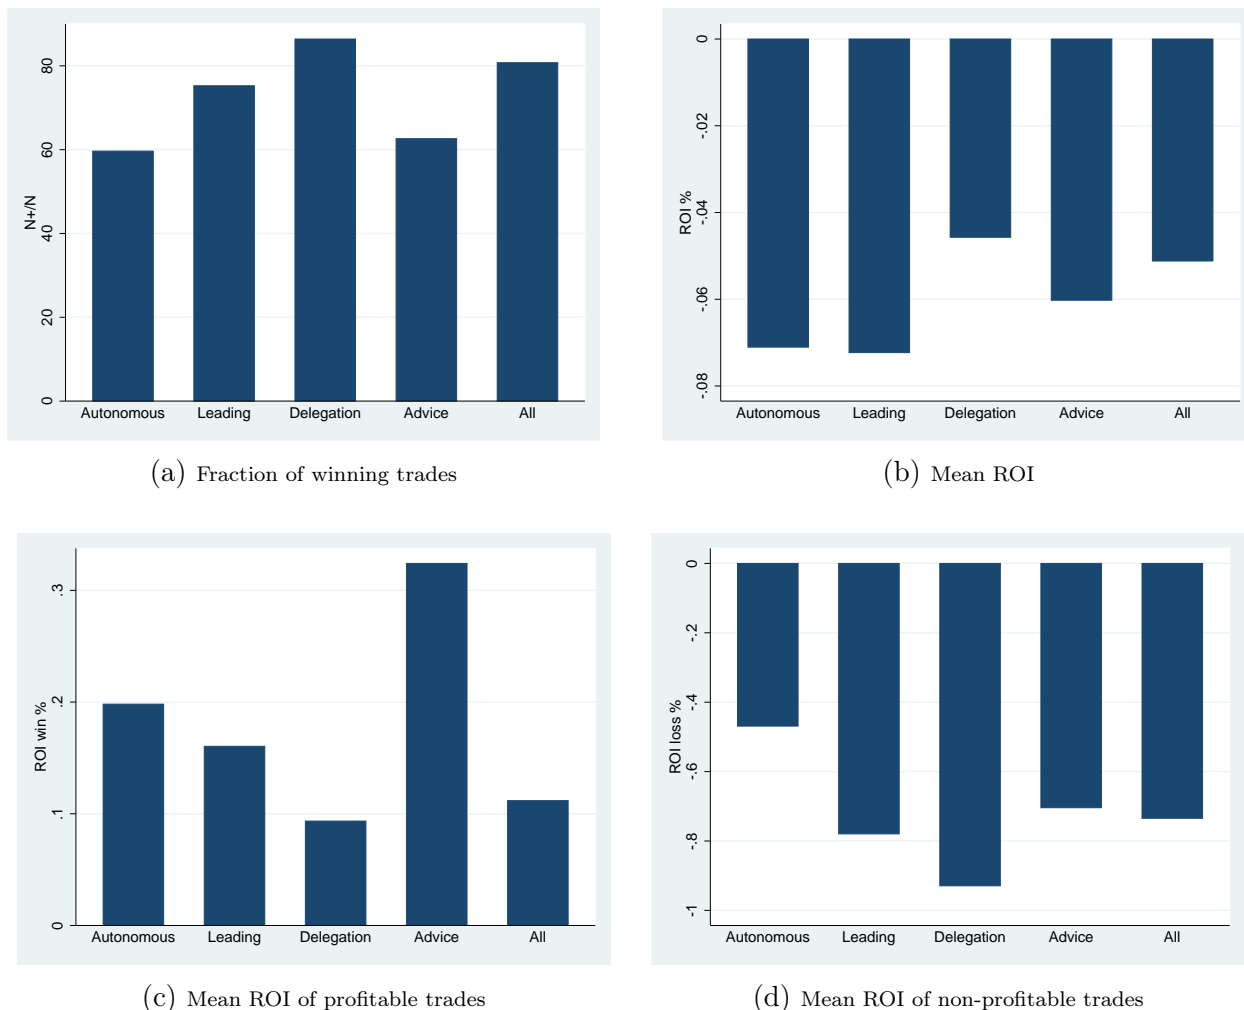 N+/N
80
60
40
20
0
Autonomous Leading Delegation Advice All
(a) Fraction of winning trades
ROI %
0
-.02
-.04
-.06
-.08
Autonomous Leading Delegation Advice All
(b) Mean ROI
ROI win %
.3
.2
.1
0
Autonomous Leading Delegation Advice All
(c) Mean ROI of profitable trades
ROI loss %
0
-.2
-.4
-.6
-.8
-1
Autonomous Leading Delegation Advice All
(d) Mean ROI of non-profitable trades